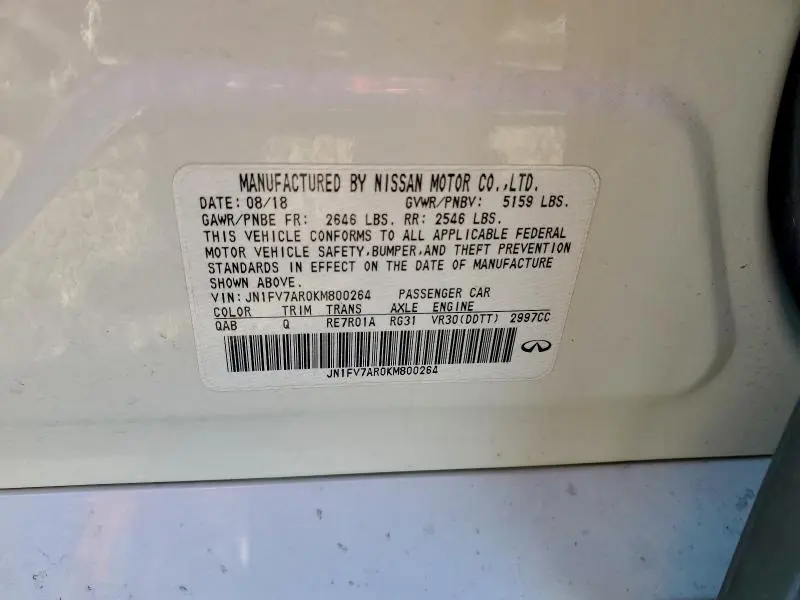 MANUFACTURED BY NISSAN MOTOR CO.,LTD.
DATE: 08/18 GVWR/PNBV: 5159 LBS.
GAWR/PNBE FR: 2646 LBS. RR: 2546 LBS.
THIS VEHICLE CONFORMS TO ALL APPLICABLE FEDERAL
MOTOR VEHICLE SAFETY,BUMPER,AND THEFT PREVENTION
STANDARDS IN EFFECT ON THE DATE OF MANUFACTURE
SHOWN ABOVE.
VIN: JN1FV7AR0KM800264 PASSENGER CAR
COLOR TRIM TRANS AXLE ENGINE
QAB Q RE7R01A RG31 VR30(DDTT) 2997CC
JN1FV7AR0KM800264